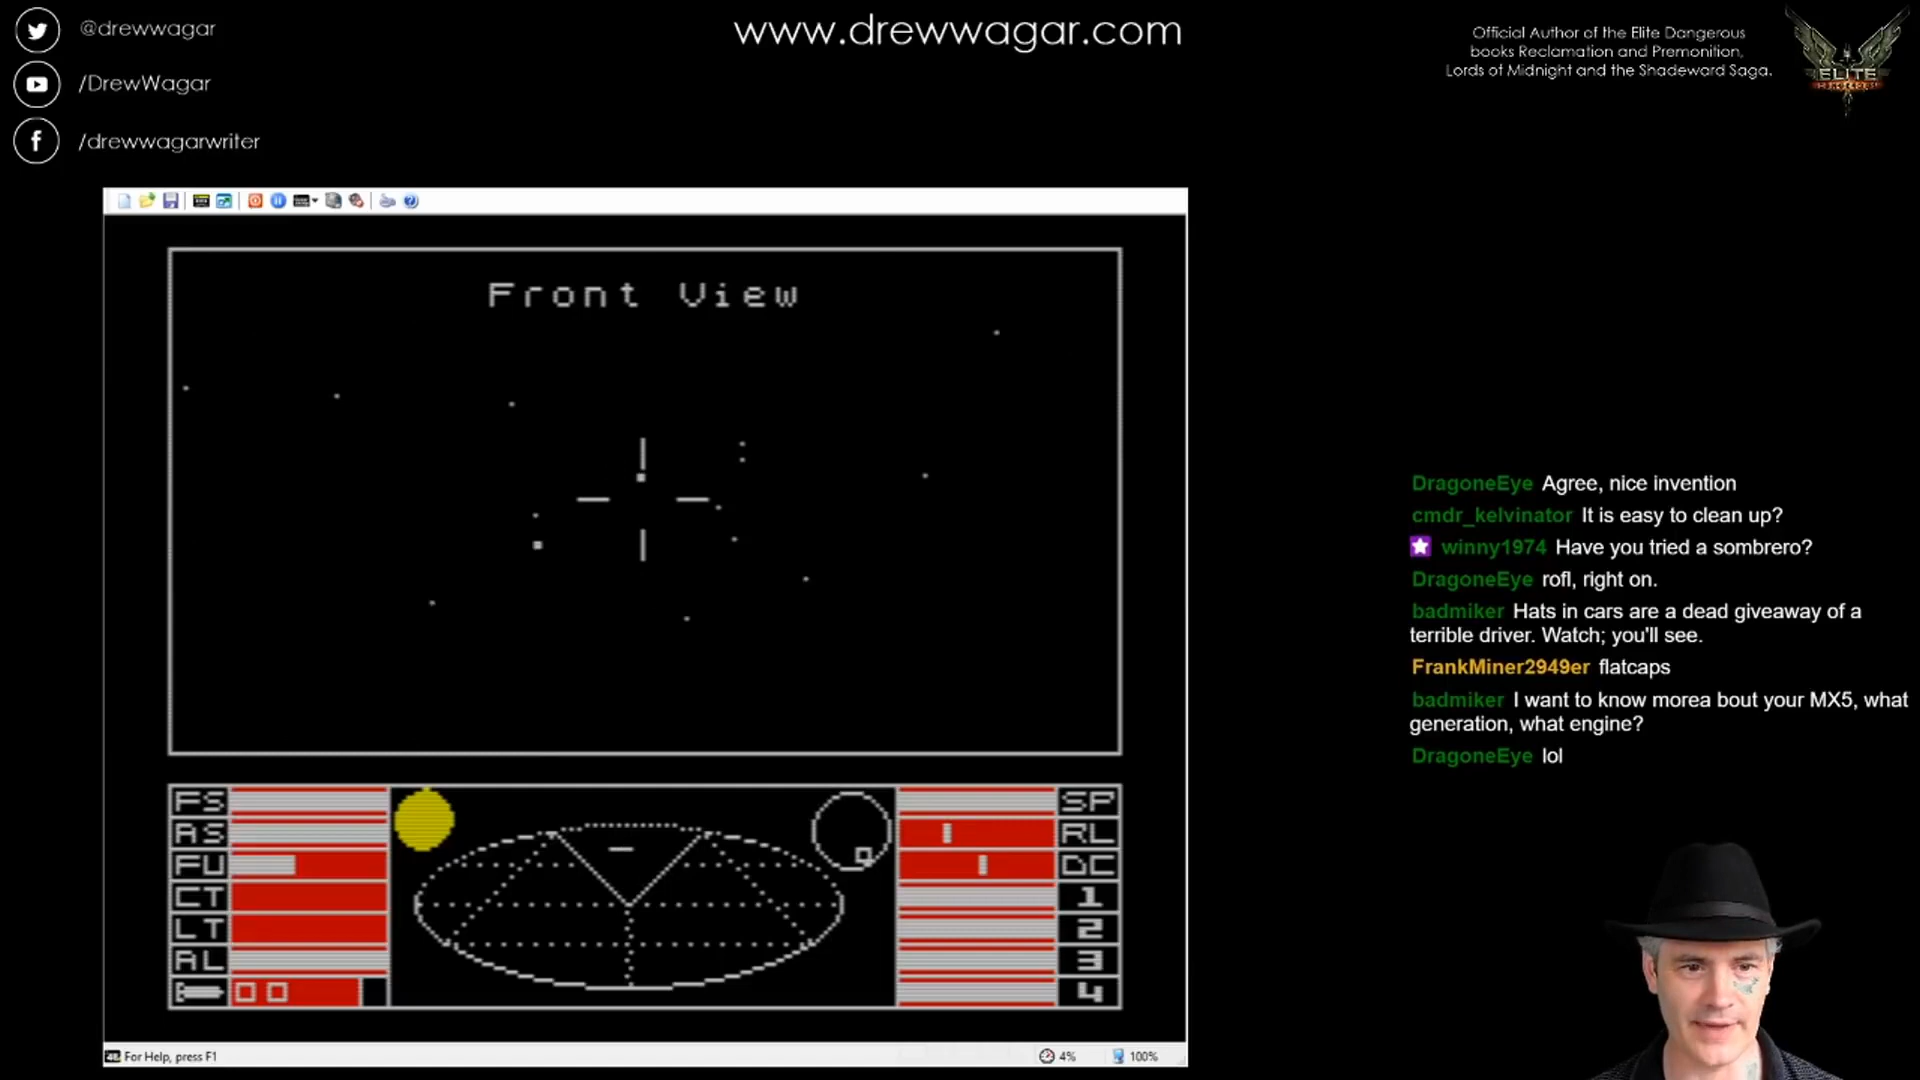 @drewwagar
/DrewWagar
/drewwagarwriter
www.drewwagar.com
Official Author of the Elite Dangerous
books Reclamation and Premonition,
Lords of Midnight and the Shadeward Saga.
ELITE
DANGEROUS
Front View
FS
AS
FU
CT
LT
AL
SP
RL
DC
1
2
3
4
For Help, press F1
4%
100%
DragoneEye Agree, nice invention
cmdr_kelvinator It is easy to clean up?
winny1974 Have you tried a sombrero?
DragoneEye rofl, right on.
badmiker Hats in cars are a dead giveaway of a
terrible driver. Watch; you'll see.
FrankMiner2949er flatcaps
badmiker I want to know morea bout your MX5, what
generation, what engine?
DragoneEye lol